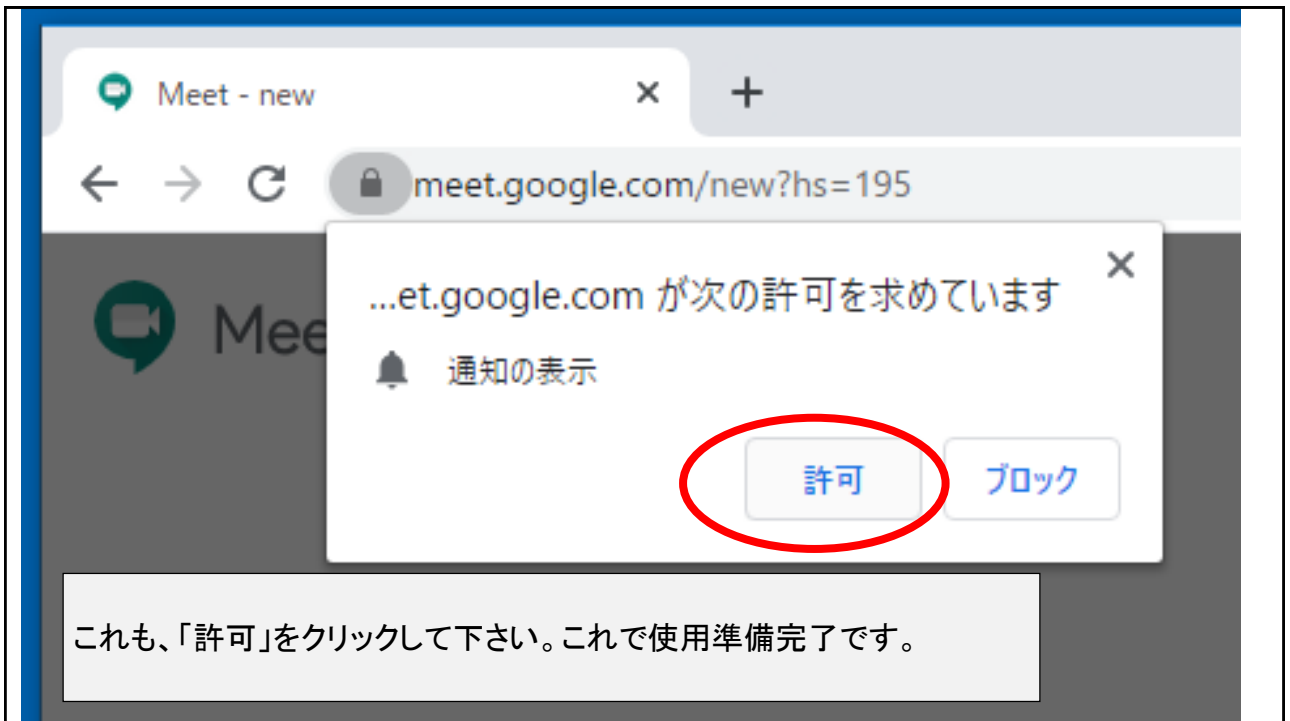 Meet - new
meet.google.com/new?hs=195
Mee
...et.google.com が次の許可を求めています
通知の表示
許可
ブロック
これも、「許可」をクリックして下さい。これで使用準備完了です。